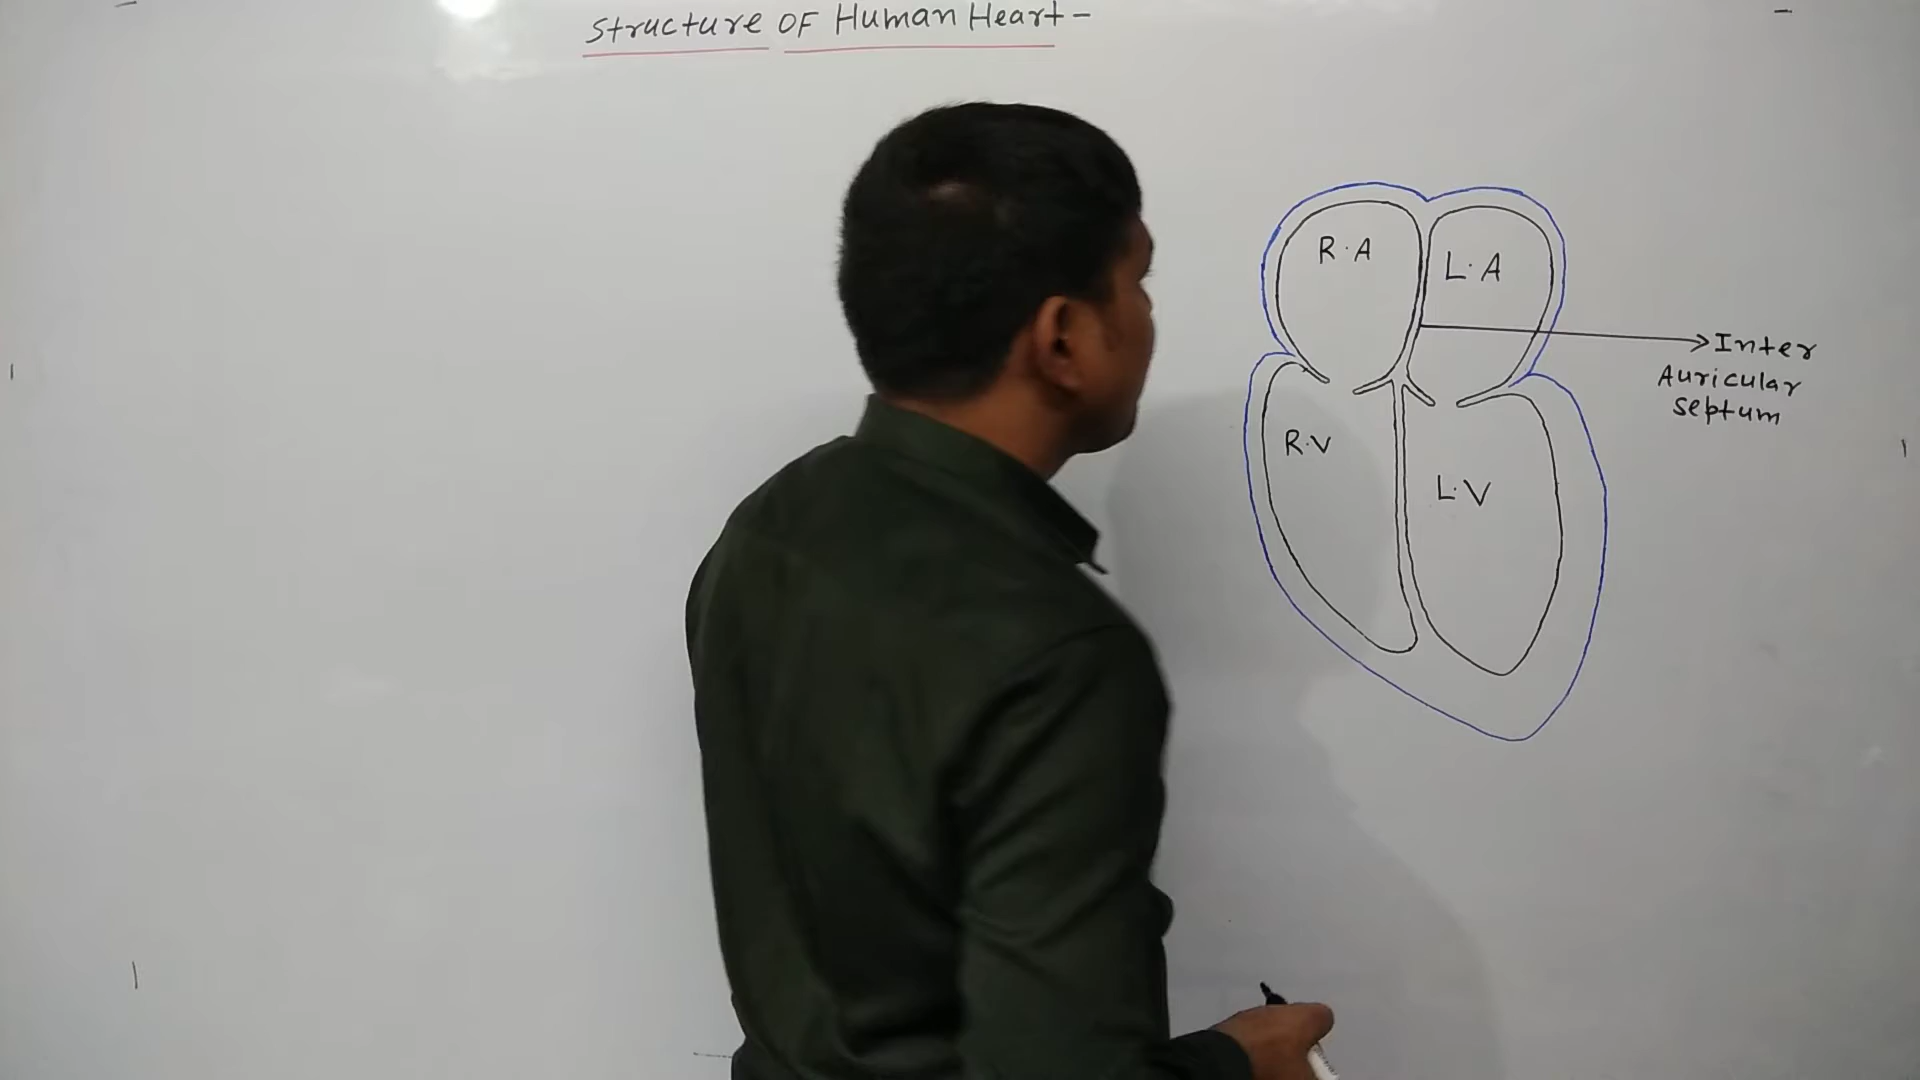 Structure OF Human Heart-
R.A
L.A
Inter
Auricular
Septum
R.V
L.V